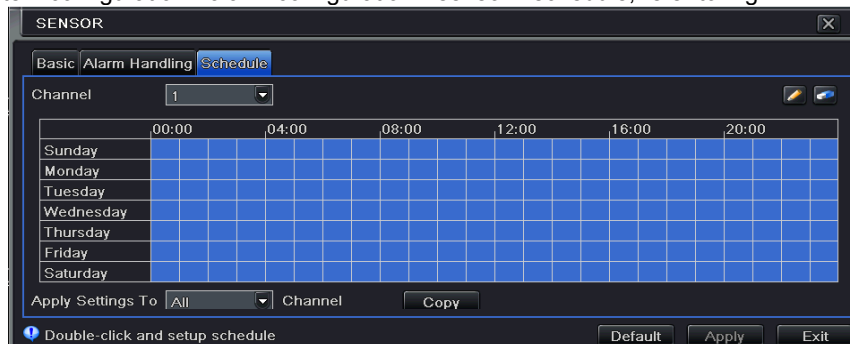 SENSOR
Basic Alarm Handling Schedule
Channel 1
00:00 04:00 08:00 12:00 16:00 20:00
Sunday
Monday
Tuesday
Wednesday
Thursday
Friday
Saturday
Apply Settings To All Channel Copy
Double-click and setup schedule Default Apply Exit